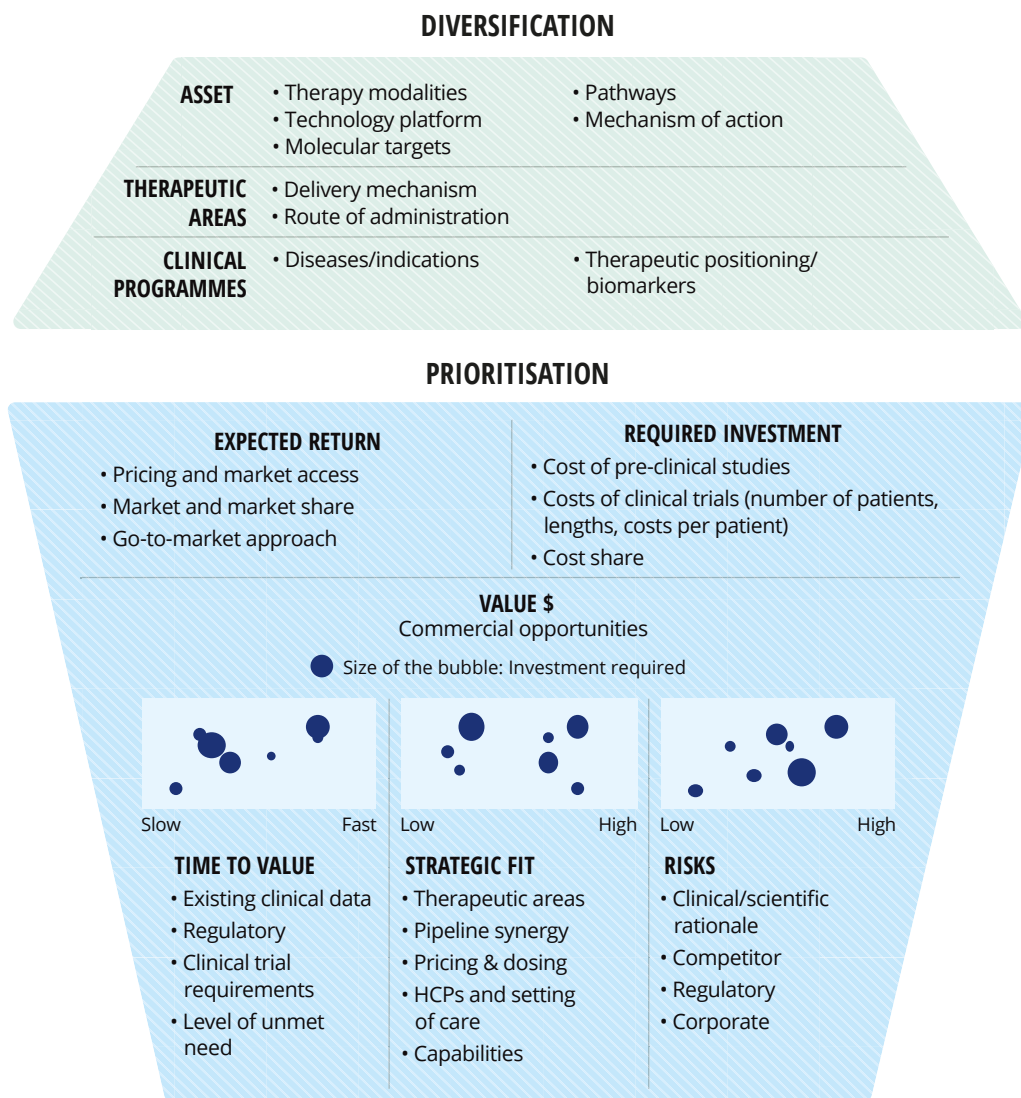 DIVERSIFICATION
ASSET
• Therapy modalities
• Technology platform
• Molecular targets
• Pathways
• Mechanism of action
THERAPEUTIC
AREAS
• Delivery mechanism
• Route of administration
CLINICAL
PROGRAMMES
• Diseases/indications
• Therapeutic positioning/
biomarkers
PRIORITISATION
EXPECTED RETURN
• Pricing and market access
• Market and market share
• Go-to-market approach
REQUIRED INVESTMENT
• Cost of pre-clinical studies
• Costs of clinical trials (number of patients,
lengths, costs per patient)
• Cost share
VALUE $
Commercial opportunities
Size of the bubble: Investment required
Slow Fast
Low High
Low High
TIME TO VALUE
• Existing clinical data
• Regulatory
• Clinical trial
requirements
• Level of unmet
need
STRATEGIC FIT
• Therapeutic areas
• Pipeline synergy
• Pricing & dosing
• HCPs and setting
of care
• Capabilities
RISKS
• Clinical/scientific
rationale
• Competitor
• Regulatory
• Corporate